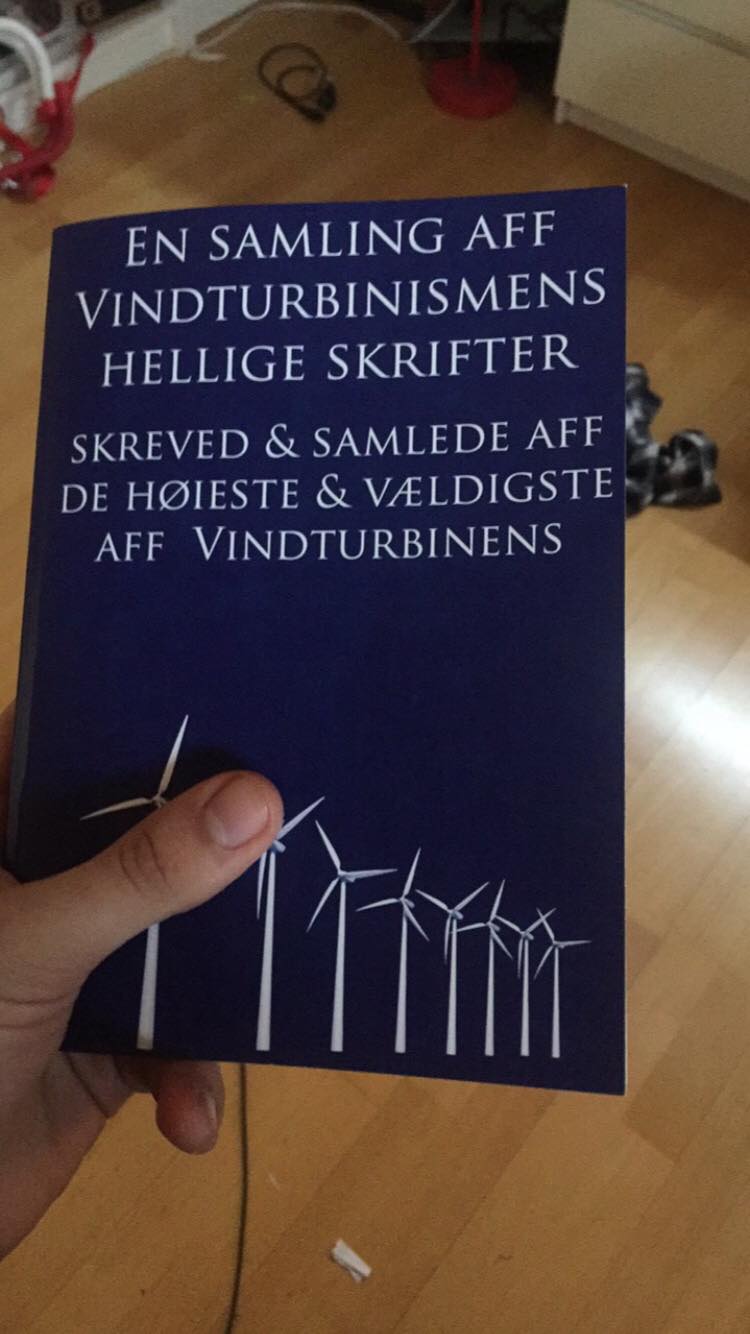 En samling aff
Vindturbinismens
hellige skrifter
skreved & samlede aff
de høieste & vældigste
aff Vindturbinens